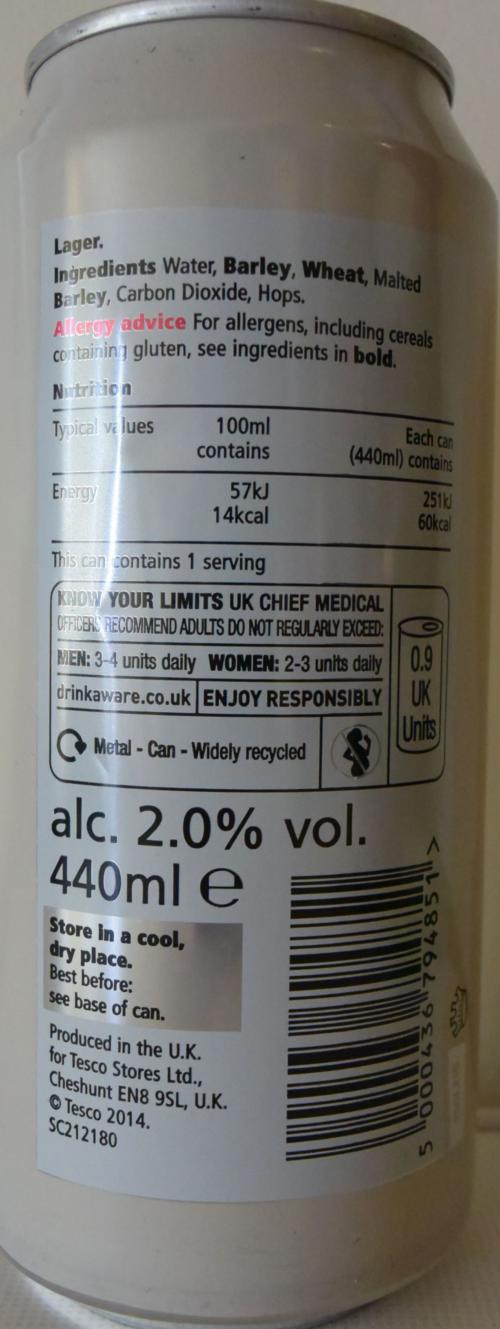 Lager.
Ingredients Water, Barley, Wheat, Malted
Barley, Carbon Dioxide, Hops.
Allergy advice For allergens, including cereals
containing gluten, see ingredients in bold.
Nutrition
Typical values 100ml contains Each can (440ml) contains
Energy 57kJ 251kJ
14kcal 60kcal
This can contains 1 serving
KNOW YOUR LIMITS UK CHIEF MEDICAL
OFFICERS RECOMMEND ADULTS DO NOT REGULARLY EXCEED:
MEN: 3-4 units daily WOMEN: 2-3 units daily
drinkaware.co.uk ENJOY RESPONSIBLY
0.9
UK
Units
Metal - Can - Widely recycled
alc. 2.0% vol.
440ml e
Store in a cool,
dry place.
Best before:
see base of can.
Produced in the U.K.
for Tesco Stores Ltd.,
Cheshunt EN8 9SL, U.K.
© Tesco 2014.
SC212180
5 000436 794851 >